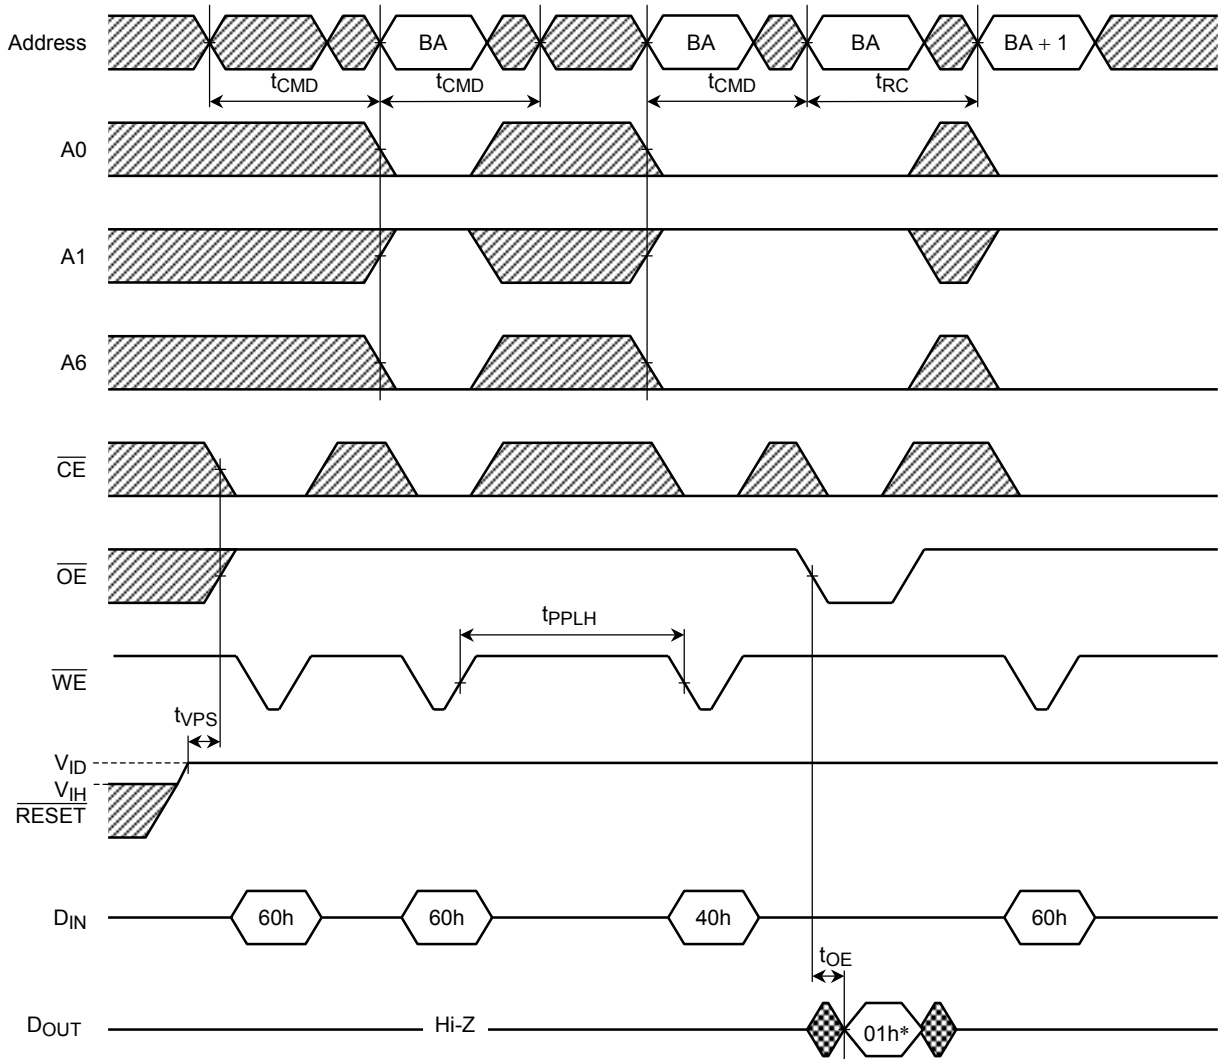 Address BA BA BA BA + 1
tCMD tCMD tCMD tRC
A0
A1
A6
CE
OE
tPPLH
WE
tVPS
VID
VIH
RESET
DIN 60h 60h 40h 60h
tOE
DOUT Hi-Z 01h*